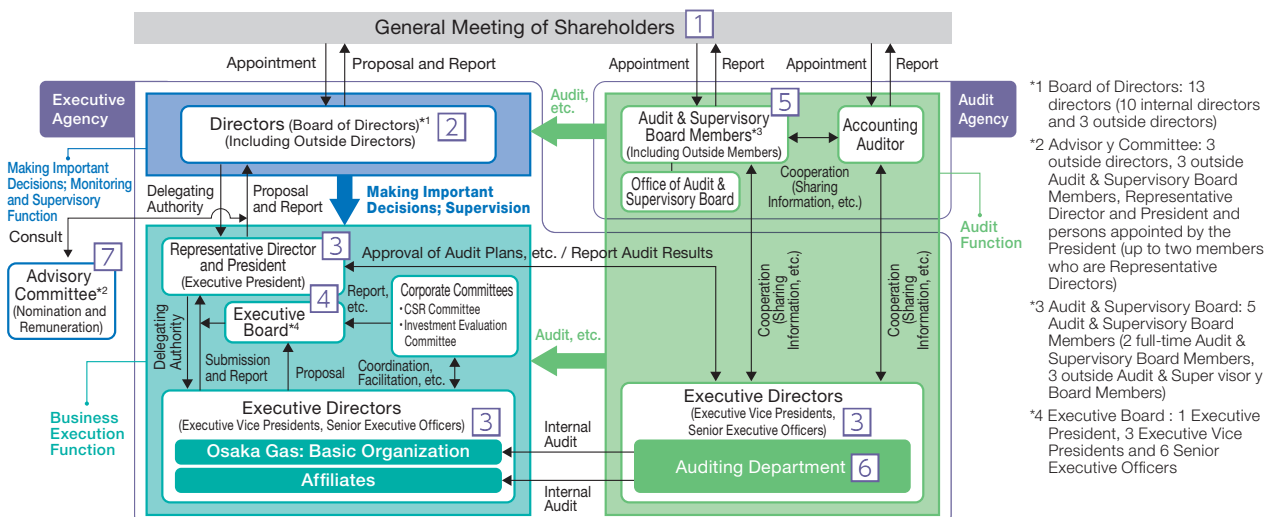 General Meeting of Shareholders 1
Appointment
Proposal and Report
Appointment
Report
Appointment
Report
Executive
Agency
Directors (Board of Directors)*1
(Including Outside Directors)
2
Audit,
etc.
5
Audit & Supervisory
Board Members*3
(Including Outside Members)
Accounting
Auditor
Audit
Agency
Office of Audit &
Supervisory Board
Cooperation
(Sharing
Information, etc.)
Making Important
Decisions; Monitoring
and Supervisory
Function
Delegating
Authority
Proposal
and Report
Making Important
Decisions; Supervision
Audit
Function
Consult
7
Advisory
Committee*2
(Nomination and
Remuneration)
Representative Director
and President
(Executive President)
3
Approval of Audit Plans, etc. / Report Audit Results
4
Executive
Board*4
Report,
etc.
Corporate Committees
・CSR Committee
・Investment Evaluation
Committee
Cooperation
(Sharing
Information, etc.)
Cooperation
(Sharing
Information, etc.)
Delegating
Authority
Submission
and Report
Proposal
Coordination,
Facilitation, etc.
Audit, etc.
Business
Execution
Function
Executive Directors
(Executive Vice Presidents, Senior Executive Officers)
3
Osaka Gas: Basic Organization
Affiliates
Internal
Audit
Internal
Audit
Executive Directors
(Executive Vice Presidents,
Senior Executive Officers)
3
Auditing Department 6
*1 Board of Directors: 13
directors (10 internal directors
and 3 outside directors)
*2 Advisor y Committee: 3
outside directors, 3 outside
Audit & Supervisory Board
Members, Representative
Director and President and
persons appointed by the
President (up to two members
who are Representative
Directors)
*3 Audit & Supervisory Board: 5
Audit & Supervisory Board
Members (2 full-time Audit &
Supervisory Board Members,
3 outside Audit & Super visor y
Board Members)
*4 Executive Board : 1 Executive
President, 3 Executive Vice
Presidents and 6 Senior
Executive Officers